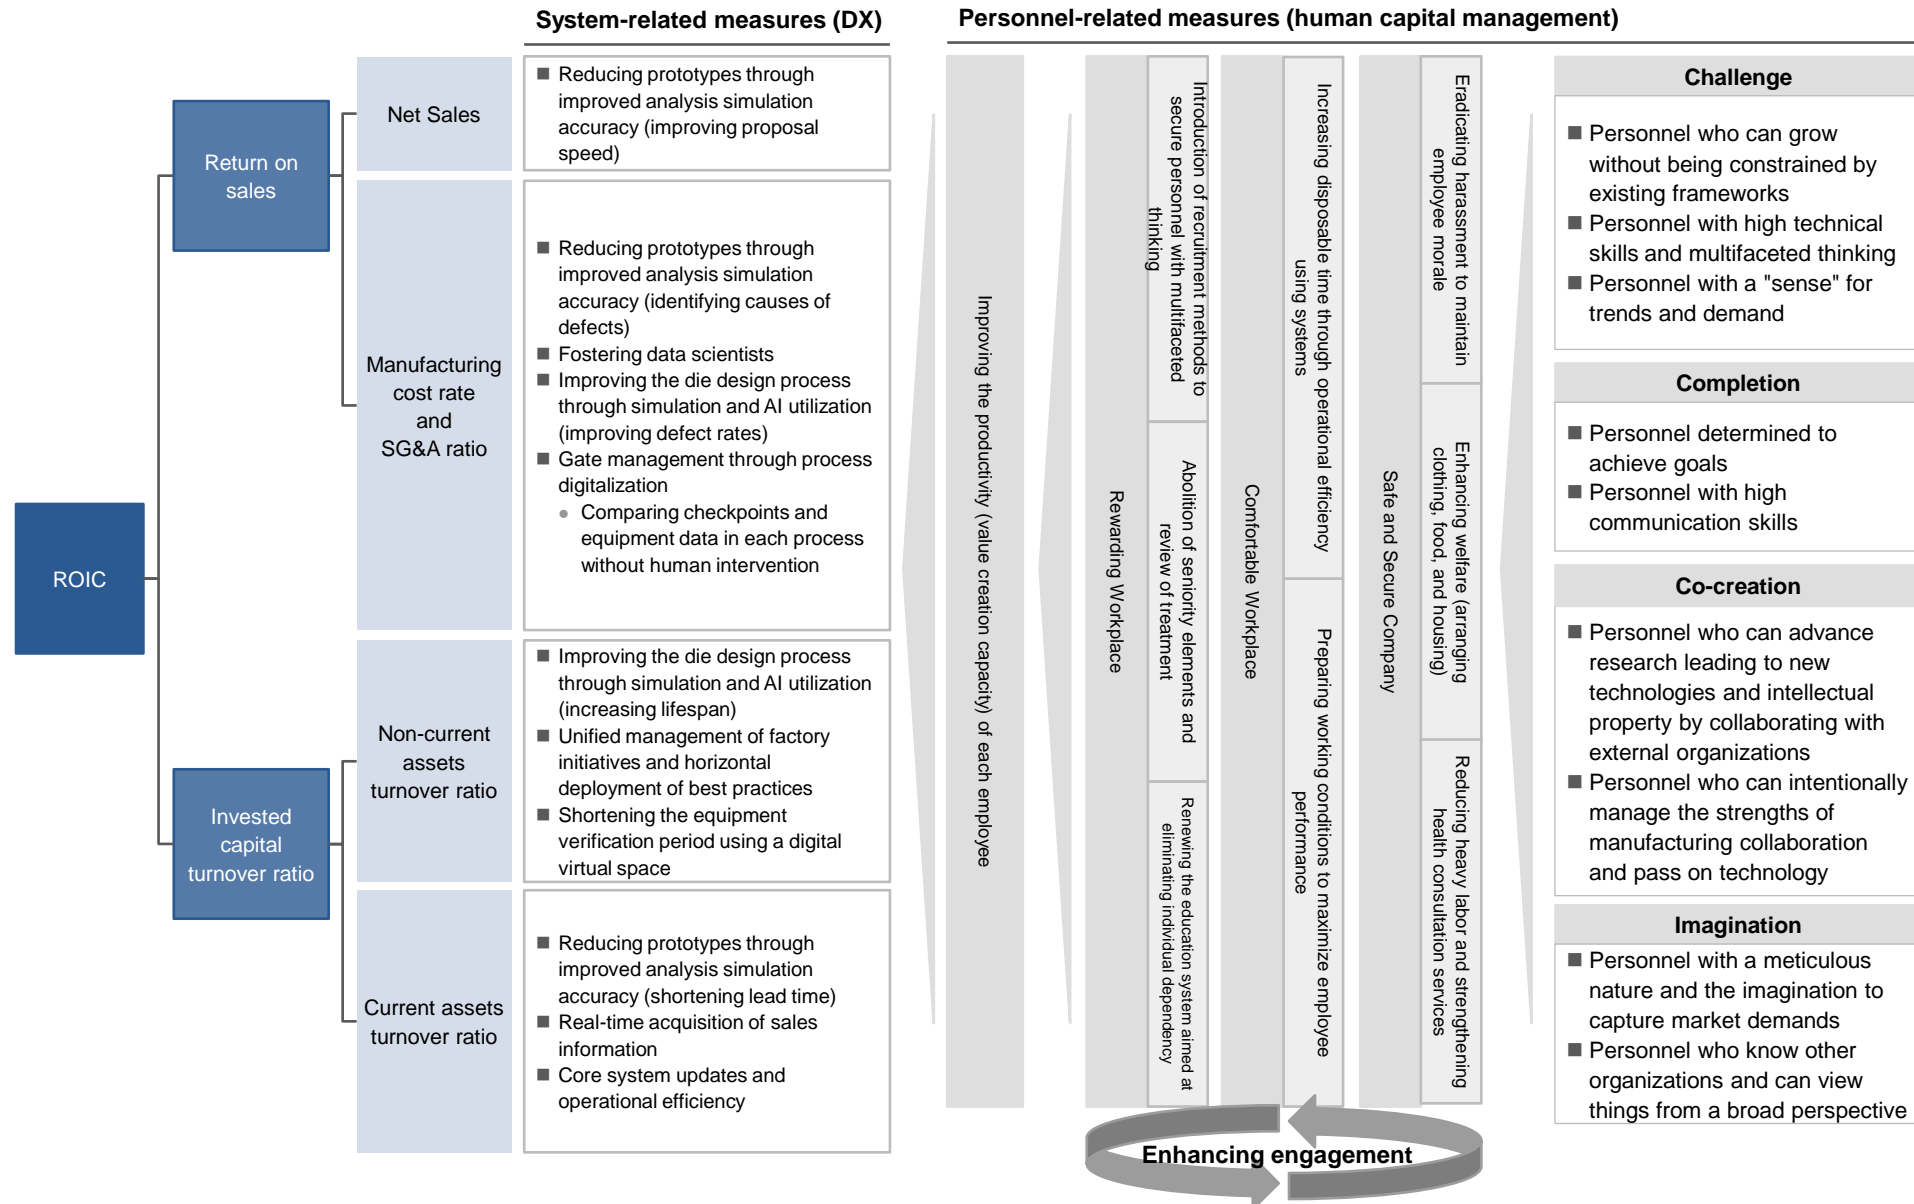 System-related measures (DX)
Personnel-related measures (human capital management)
ROIC
Return on
sales
Invested
capital
turnover ratio
Net Sales
Reducing prototypes through
improved analysis simulation
accuracy (improving proposal
speed)
Manufacturing
cost rate
and
SG&A ratio
Reducing prototypes through
improved analysis simulation
accuracy (identifying causes of
defects)
Fostering data scientists
Improving the die design process
through simulation and AI utilization
(improving defect rates)
Gate management through process
digitalization
Comparing checkpoints and
equipment data in each process
without human intervention
Non-current
assets
turnover ratio
Improving the die design process
through simulation and AI utilization
(increasing lifespan)
Unified management of factory
initiatives and horizontal
deployment of best practices
Shortening the equipment
verification period using a digital
virtual space
Current assets
turnover ratio
Reducing prototypes through
improved analysis simulation
accuracy (shortening lead time)
Real-time acquisition of sales
information
Core system updates and
operational efficiency
Improving the productivity (value creation capacity) of each employee
Rewarding Workplace
Introduction of recruitment methods to
secure personnel with multifaceted
thinking
Abolition of seniority elements and
review of treatment
Renewing the education system aimed at
eliminating individual dependency
Comfortable Workplace
Increasing disposable time through operational efficiency
using systems
Preparing working conditions to maximize employee
performance
Safe and Secure Company
Eradicating harassment to maintain
employee morale
Enhancing welfare (arranging
clothing, food, and housing)
Reducing heavy labor and strengthening
health consultation services
Enhancing engagement
Challenge
Personnel who can grow
without being constrained by
existing frameworks
Personnel with high technical
skills and multifaceted thinking
Personnel with a "sense" for
trends and demand
Completion
Personnel determined to
achieve goals
Personnel with high
communication skills
Co-creation
Personnel who can advance
research leading to new
technologies and intellectual
property by collaborating with
external organizations
Personnel who can intentionally
manage the strengths of
manufacturing collaboration
and pass on technology
Imagination
Personnel with a meticulous
nature and the imagination to
capture market demands
Personnel who know other
organizations and can view
things from a broad perspective